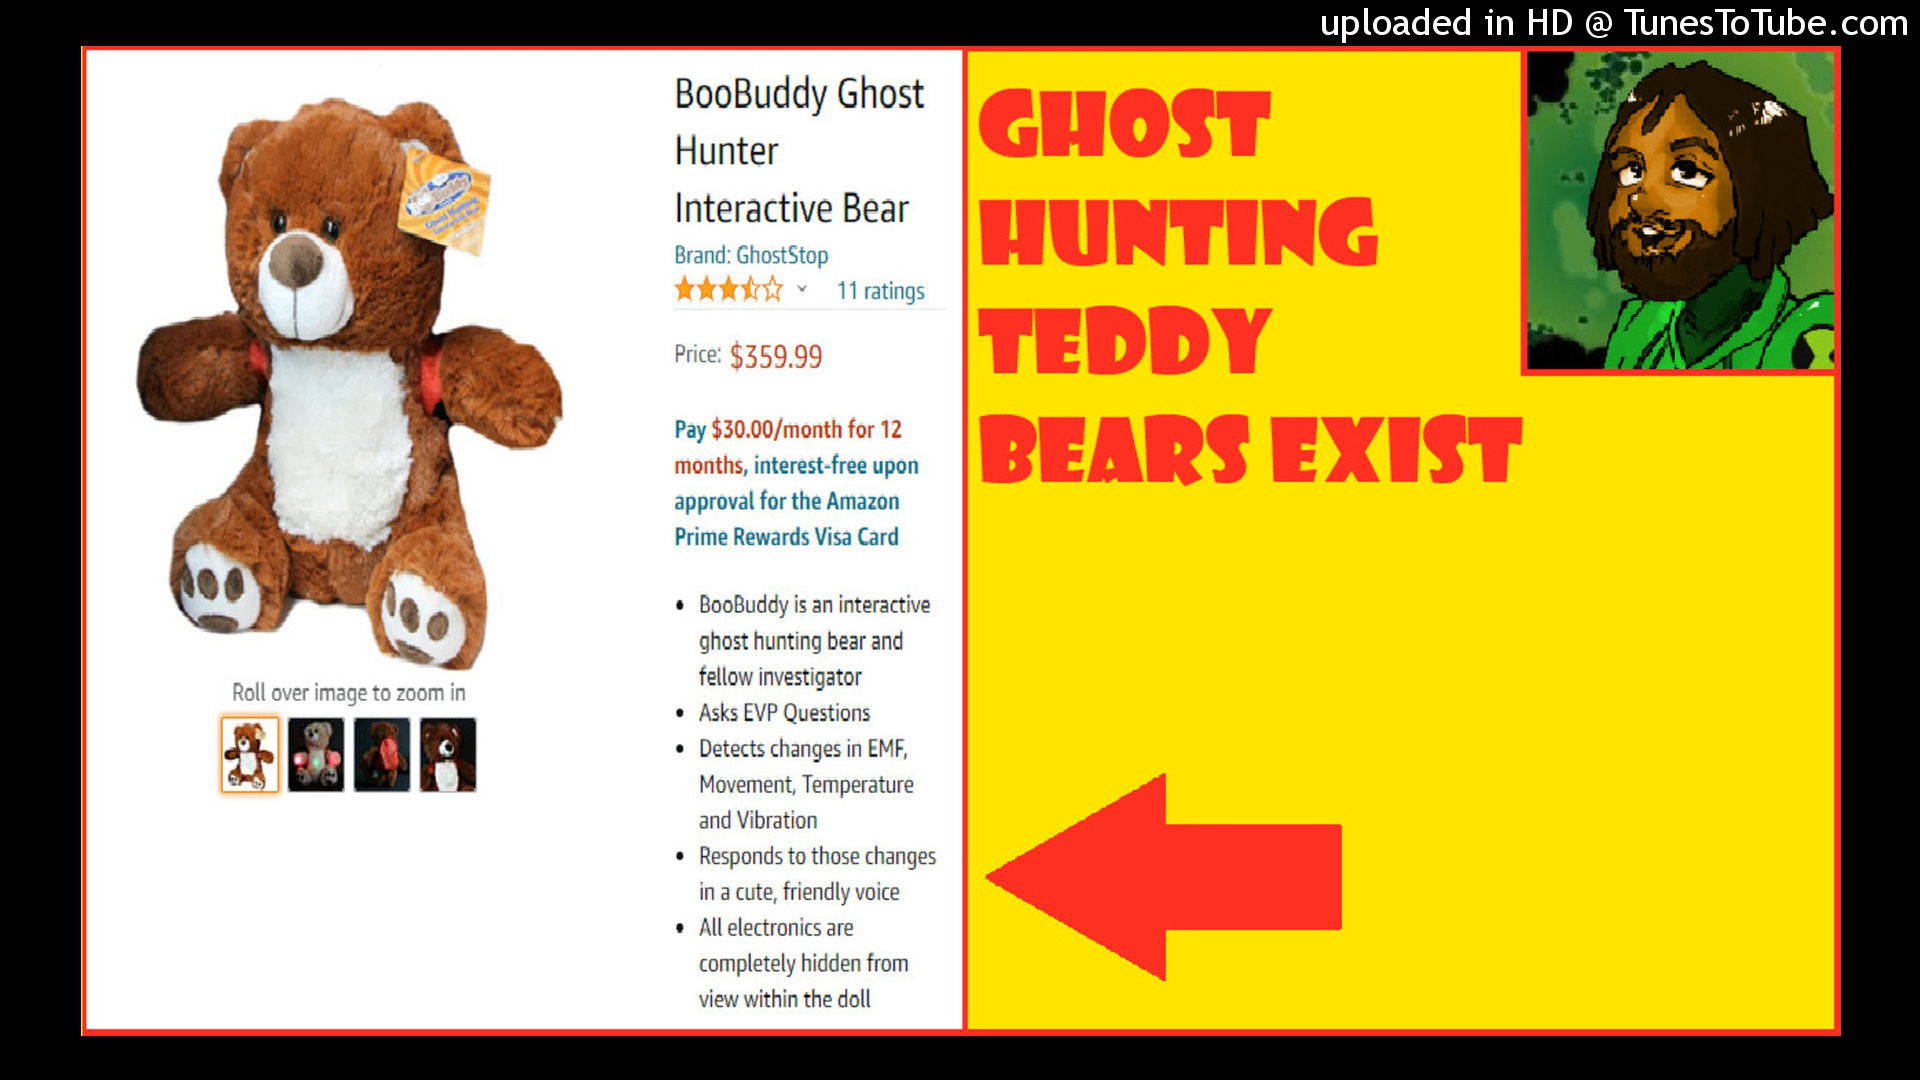 uploaded in HD @ TunesToTube.com
BooBuddy Ghost
Hunter
Interactive Bear
Brand: GhostStop
11 ratings
Price: $359.99
Pay $30.00/month for 12
months, interest-free upon
approval for the Amazon
Prime Rewards Visa Card
• BooBuddy is an interactive
ghost hunting bear and
fellow investigator
• Asks EVP Questions
• Detects changes in EMF,
Movement, Temperature
and Vibration
• Responds to those changes
in a cute, friendly voice
• All electronics are
completely hidden from
view within the doll
Boo Buddy
Ghost Hunting
Roll over image to zoom in
GHOST
HUNTING
TEDDY
BEARS EXIST